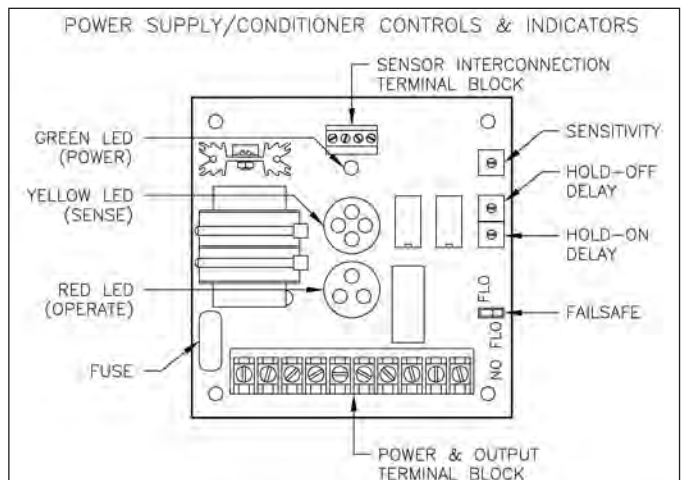 POWER SUPPLY/CONDITIONER CONTROLS & INDICATORS
SENSOR INTERCONNECTION
TERMINAL BLOCK
GREEN LED
(POWER)
SENSITIVITY
YELLOW LED
(SENSE)
HOLD-OFF
DELAY
HOLD-ON
DELAY
RED LED
(OPERATE)
FLO
FAILSAFE
NO FLO
FUSE
POWER & OUTPUT
TERMINAL BLOCK